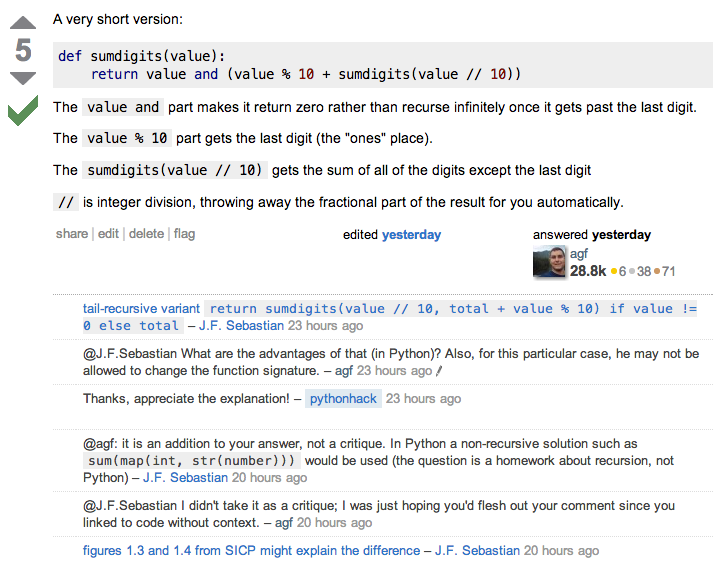 A very short version:
5
def sumdigits(value):
    return value and (value % 10 + sumdigits(value // 10))
The value and part makes it return zero rather than recurse infinitely once it gets past the last digit.
The value % 10 part gets the last digit (the "ones" place).
The sumdigits(value // 10) gets the sum of all of the digits except the last digit
// is integer division, throwing away the fractional part of the result for you automatically.
share | edit | delete | flag
edited yesterday
answered yesterday
agf
28.8k ●6 ●38 ●71
tail-recursive variant return sumdigits(value // 10, total + value % 10) if value !=
0 else total – J.F. Sebastian 23 hours ago
@J.F.Sebastian What are the advantages of that (in Python)? Also, for this particular case, he may not be
allowed to change the function signature. – agf 23 hours ago
Thanks, appreciate the explanation! – pythonhack 23 hours ago
@agf: it is an addition to your answer, not a critique. In Python a non-recursive solution such as
sum(map(int, str(number))) would be used (the question is a homework about recursion, not
Python) – J.F. Sebastian 20 hours ago
@J.F.Sebastian I didn't take it as a critique; I was just hoping you'd flesh out your comment since you
linked to code without context. – agf 20 hours ago
figures 1.3 and 1.4 from SICP might explain the difference – J.F. Sebastian 20 hours ago